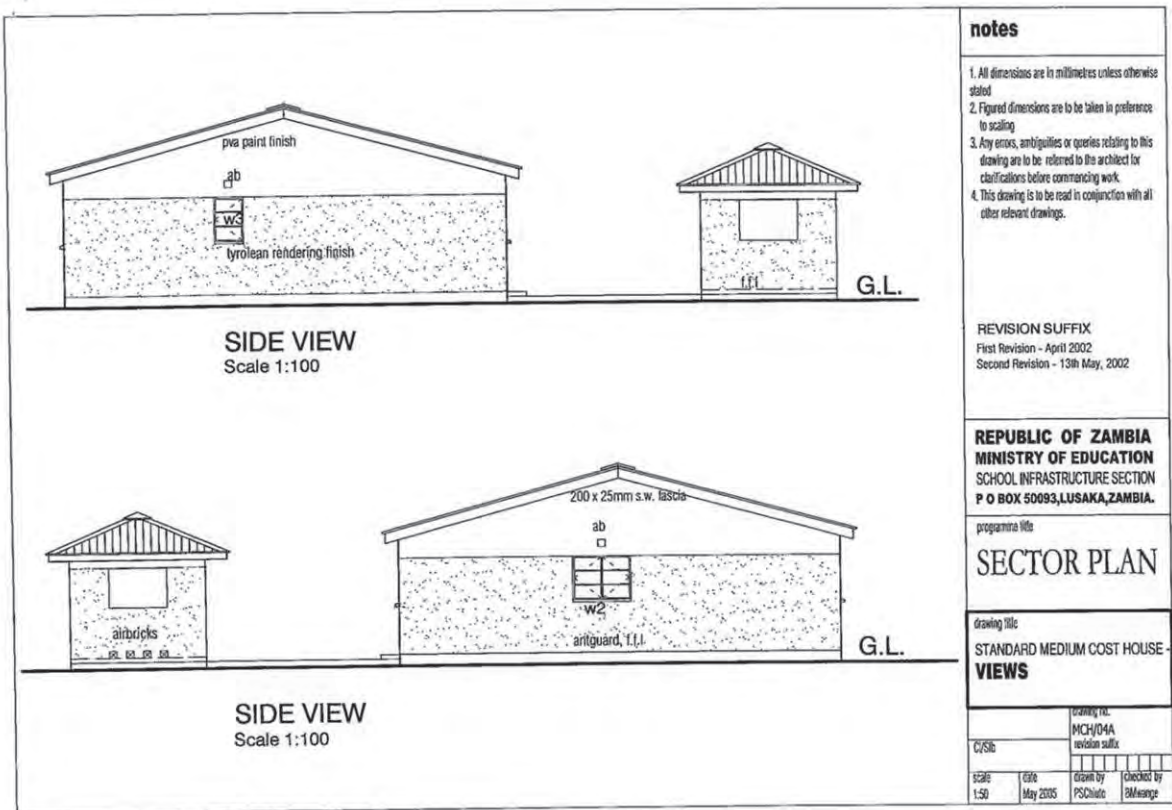 pva paint finish
ab
w3
tyrolean rendering finish
f.f.l
G.L.
SIDE VIEW
Scale 1:100
200 x 25mm s.w. fascia
ab
w2
airbricks
antguard, f.f.l
G.L.
SIDE VIEW
Scale 1:100
notes
1. All dimensions are in millimetres unless otherwise
stated
2. Figured dimensions are to be taken in preference
to scaling
3. Any errors, ambiguities or queries relating to this
drawing are to be referred to the architect for
clarifications before commencing work.
4. This drawing is to be read in conjunction with all
other relevant drawings.
REVISION SUFFIX
First Revision - April 2002
Second Revision - 13th May, 2002
REPUBLIC OF ZAMBIA
MINISTRY OF EDUCATION
SCHOOL INFRASTRUCTURE SECTION
P O BOX 50093,LUSAKA,ZAMBIA.
programme title
SECTOR PLAN
drawing title
STANDARD MEDIUM COST HOUSE -
VIEWS
drawing no.
MCH/04A
revision suffix
scale
1:50
date
May 2005
drawn by
PSChilufo
checked by
BMwange